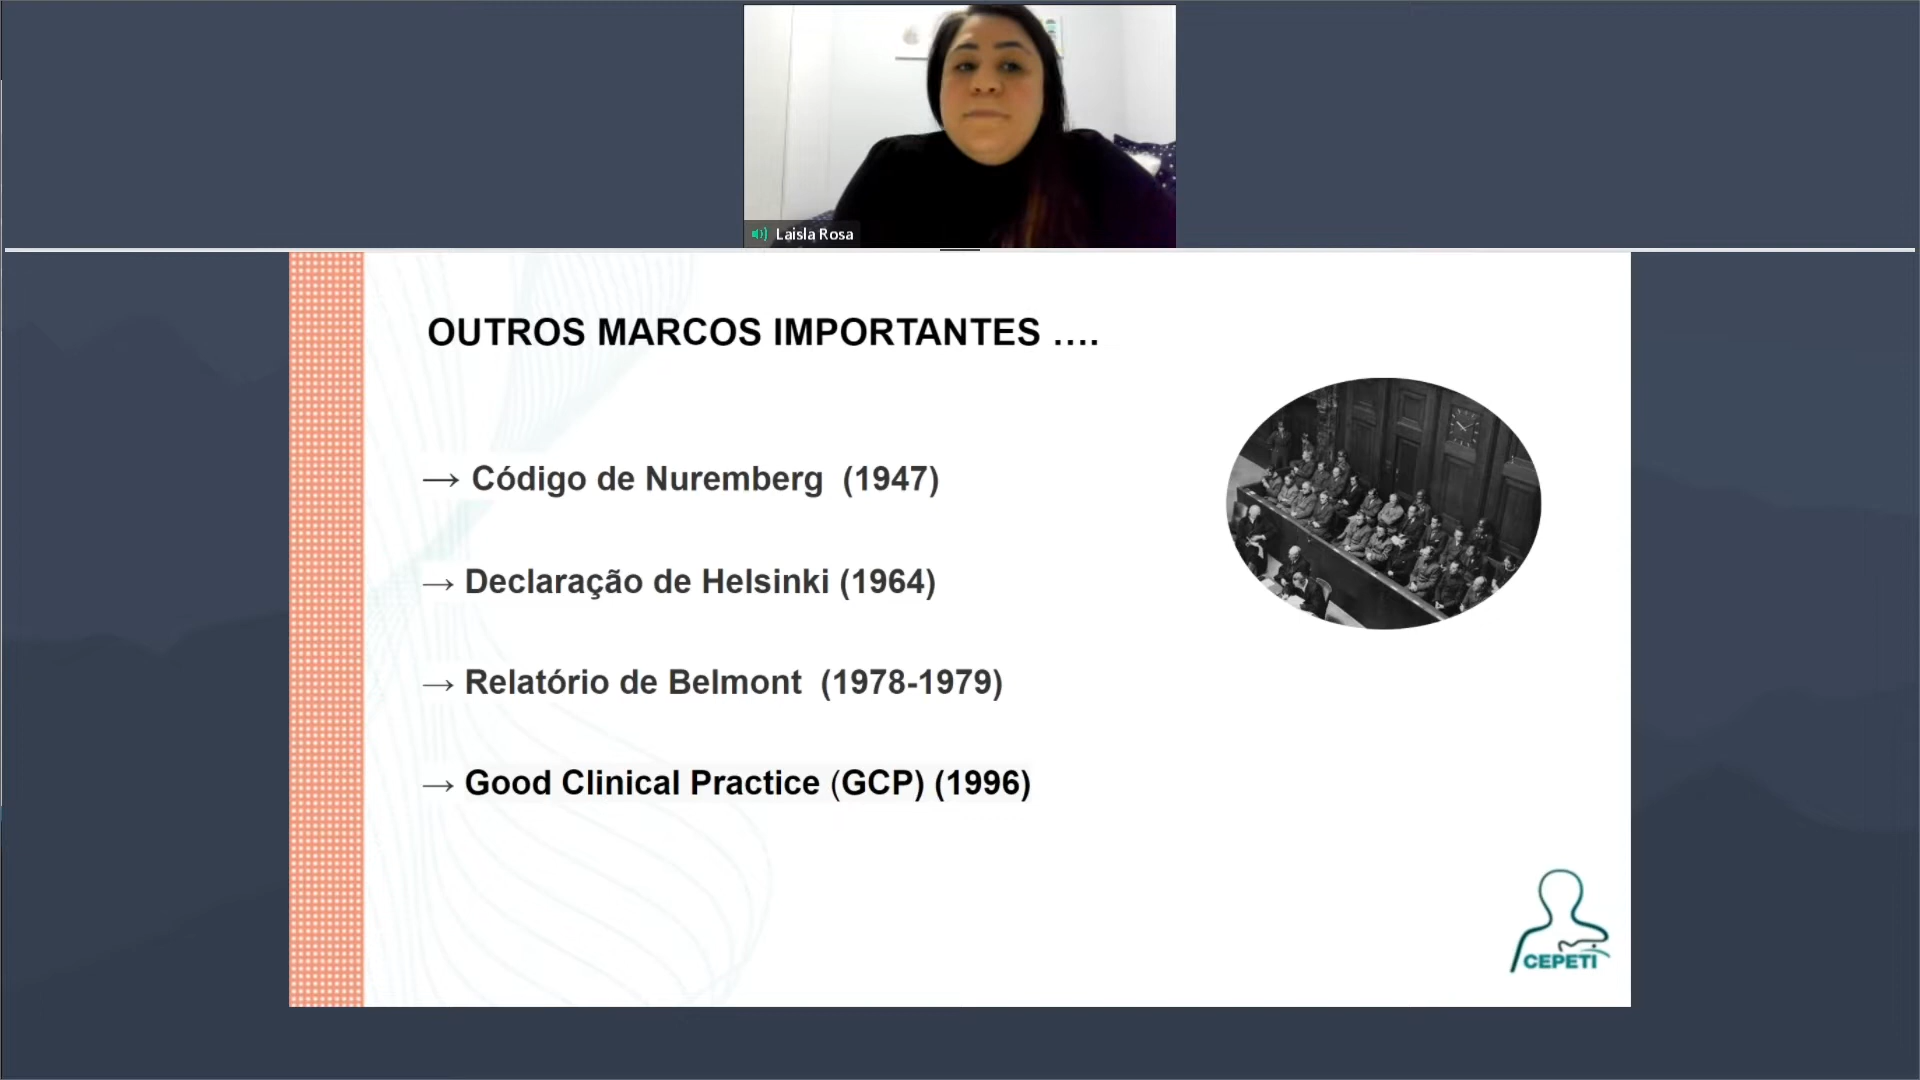 Laisla Rosa
OUTROS MARCOS IMPORTANTES ....
→ Código de Nuremberg (1947)
→ Declaração de Helsinki (1964)
→ Relatório de Belmont (1978-1979)
→ Good Clinical Practice (GCP) (1996)
CEPETI